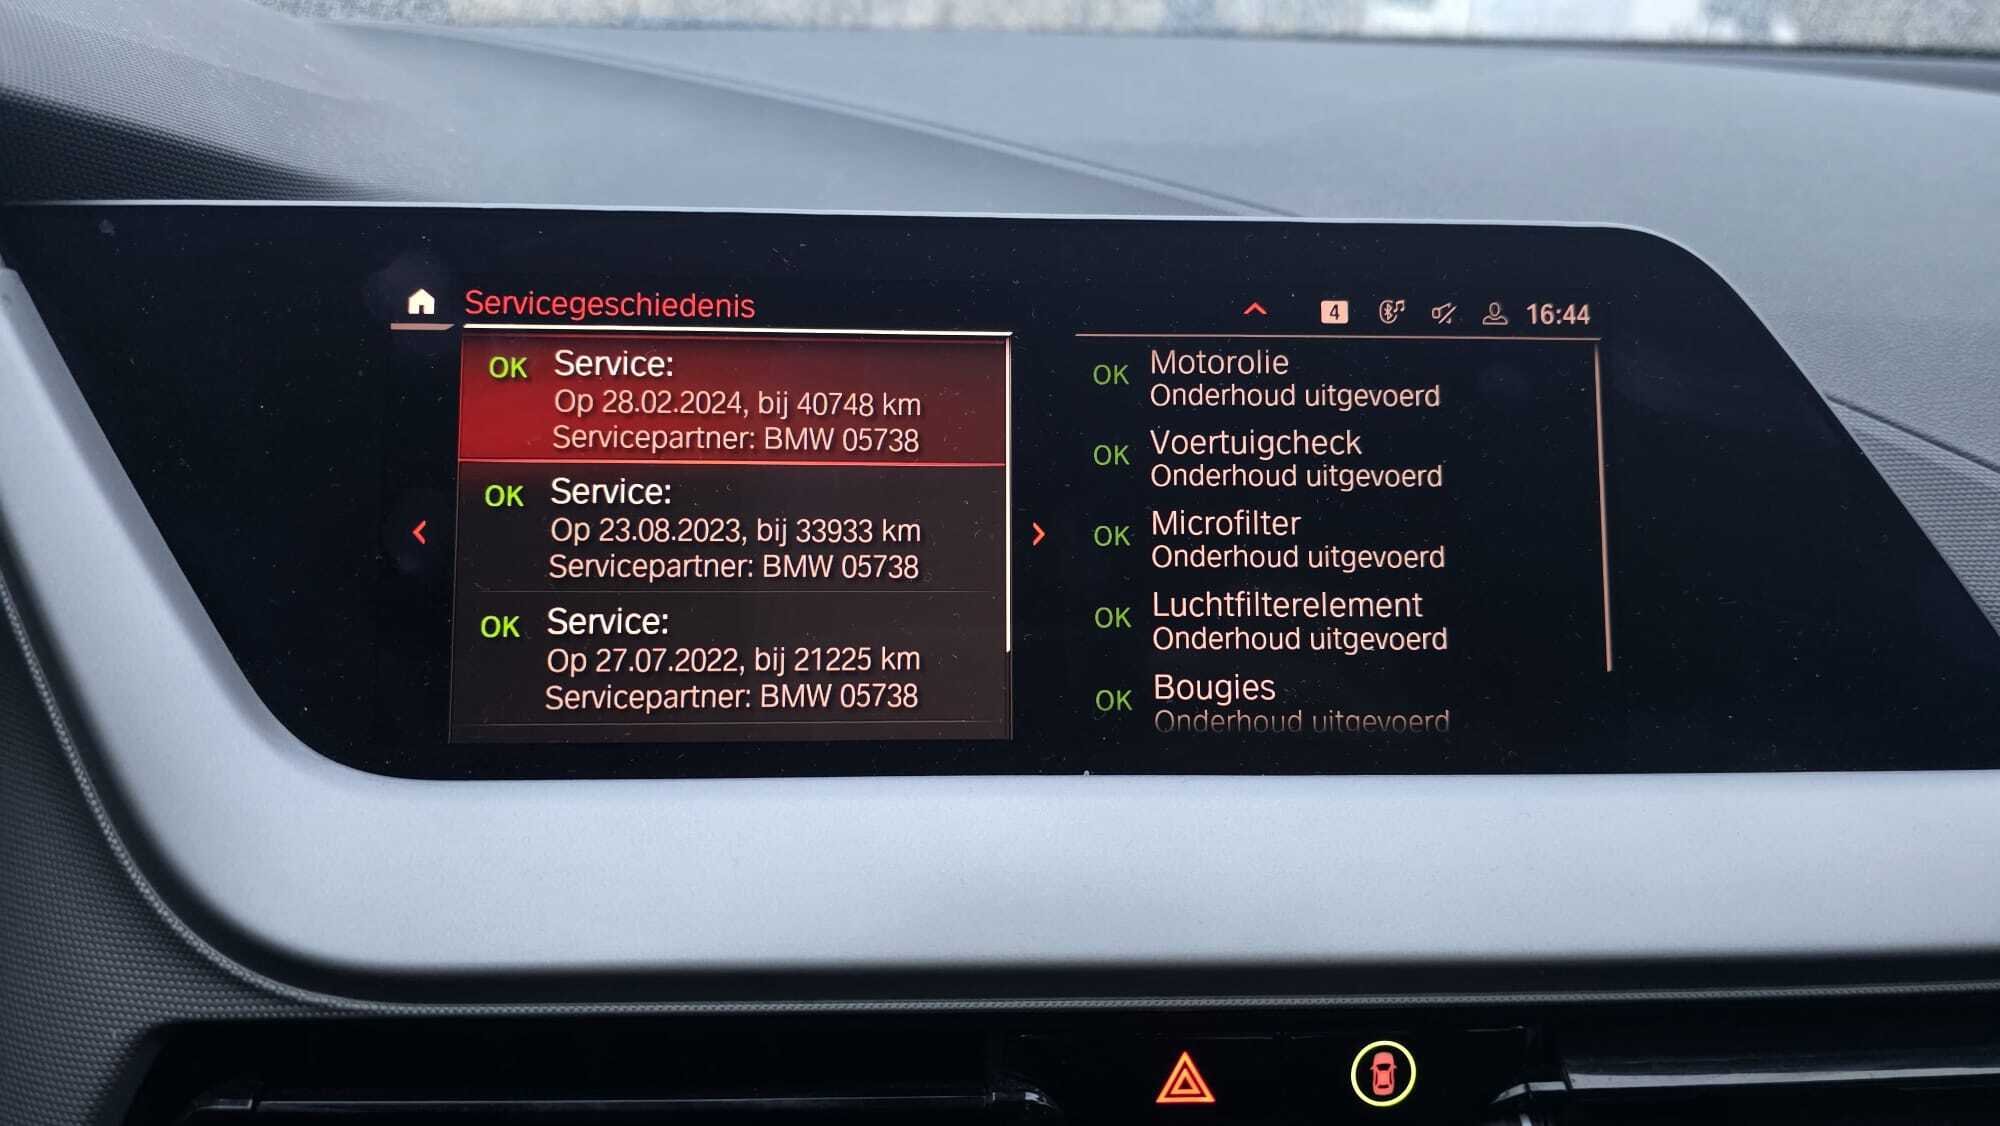 Servicegeschiedenis
4
16:44
OK Service:
Op 28.02.2024, bij 40748 km
Servicepartner: BMW 05738
OK Service:
Op 23.08.2023, bij 33933 km
Servicepartner: BMW 05738
OK Service:
Op 27.07.2022, bij 21225 km
Servicepartner: BMW 05738
OK Motorolie
Onderhoud uitgevoerd
OK Voertuigcheck
Onderhoud uitgevoerd
OK Microfilter
Onderhoud uitgevoerd
OK Luchtfilterelement
Onderhoud uitgevoerd
OK Bougies
Onderhoud uitgevoerd